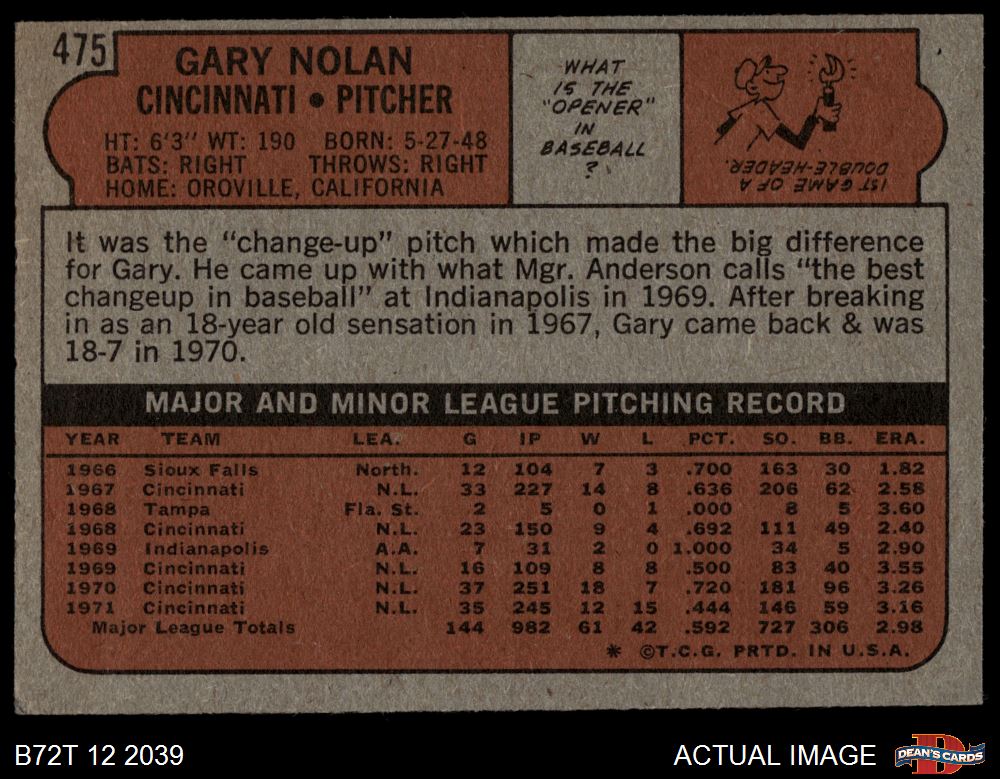 475
GARY NOLAN
CINCINNATI • PITCHER
HT: 6'3" WT: 190 BORN: 5-27-48
BATS: RIGHT THROWS: RIGHT
HOME: OROVILLE, CALIFORNIA
WHAT
IS THE
"OPENER"
IN
BASEBALL
?
1ST GAME OF A
DOUBLE-HEADER.
It was the “change-up” pitch which made the big difference
for Gary. He came up with what Mgr. Anderson calls “the best
changeup in baseball” at Indianapolis in 1969. After breaking
in as an 18-year old sensation in 1967, Gary came back & was
18-7 in 1970.
MAJOR AND MINOR LEAGUE PITCHING RECORD
YEAR TEAM LEA. G IP W L PCT. SO. BB. ERA.
1966 Sioux Falls North. 12 104 7 3 .700 163 30 1.82
1967 Cincinnati N.L. 33 227 14 8 .636 206 62 2.58
1968 Tampa Fla. St. 2 5 0 1 .000 8 5 3.60
1968 Cincinnati N.L. 23 150 9 4 .692 111 49 2.40
1969 Indianapolis A.A. 7 31 2 0 1.000 34 5 2.90
1969 Cincinnati N.L. 16 109 8 8 .500 83 40 3.55
1970 Cincinnati N.L. 37 251 18 7 .720 181 96 3.26
1971 Cincinnati N.L. 35 245 12 15 .444 146 59 3.16
Major League Totals 144 982 61 42 .592 727 306 2.98
* ©T.C.G. PRTD. IN U.S.A.
B72T 12 2039
ACTUAL IMAGE
DEAN'S CARDS